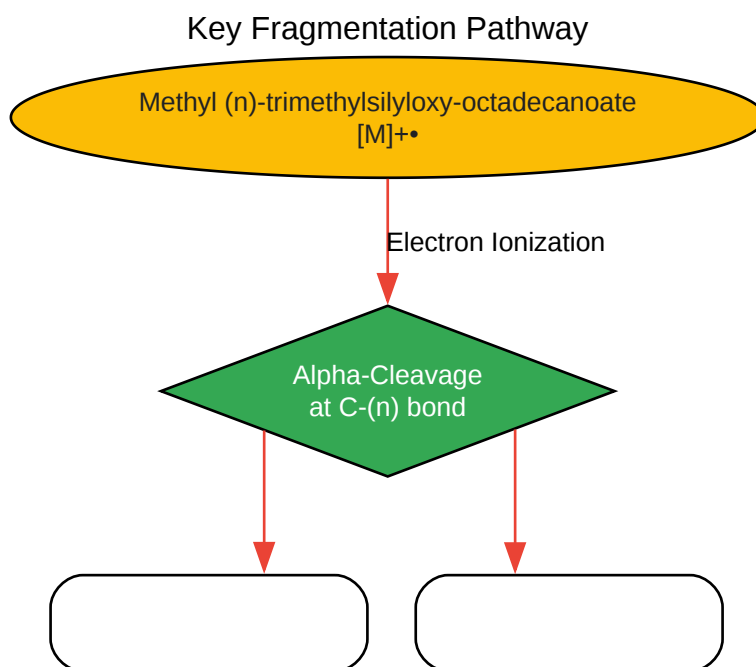 Key Fragmentation Pathway
Methyl (n)-trimethylsilyloxy-octadecanoate
[M]+•
Electron Ionization
Alpha-Cleavage
at C-(n) bond